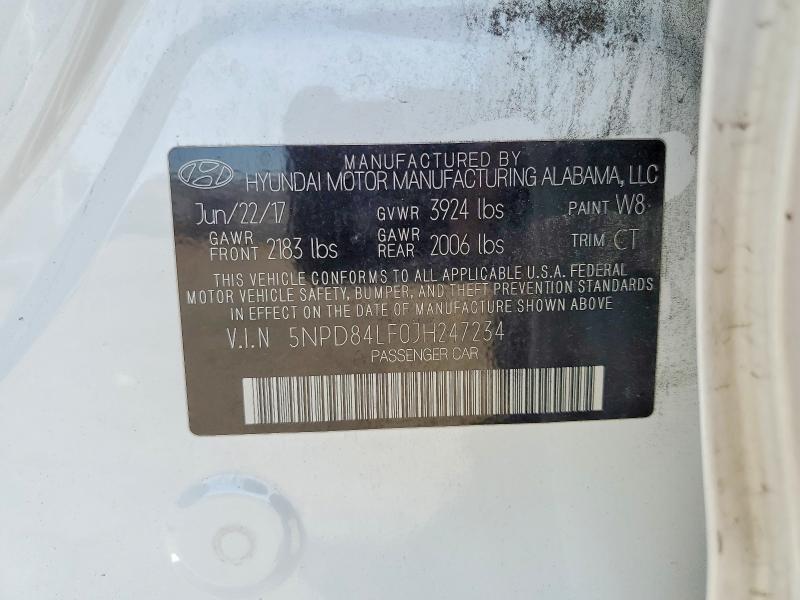 MANUFACTURED BY
HYUNDAI MOTOR MANUFACTURING ALABAMA, LLC
Jun/22/17 GVWR 3924 lbs PAINT W8
GAWR FRONT 2183 lbs GAWR REAR 2006 lbs TRIM CT
THIS VEHICLE CONFORMS TO ALL APPLICABLE U.S.A. FEDERAL
MOTOR VEHICLE SAFETY, BUMPER, AND THEFT PREVENTION STANDARDS
IN EFFECT ON THE DATE OF MANUFACTURE SHOWN ABOVE
V.I.N 5NPD84LF0JH247234
PASSENGER CAR